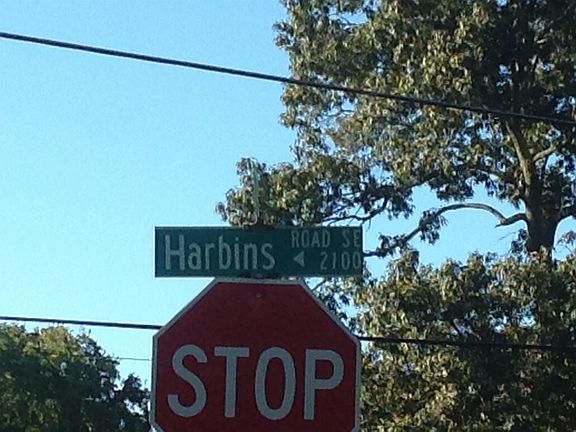 Harbins ROAD SE
◄ 2100
STOP